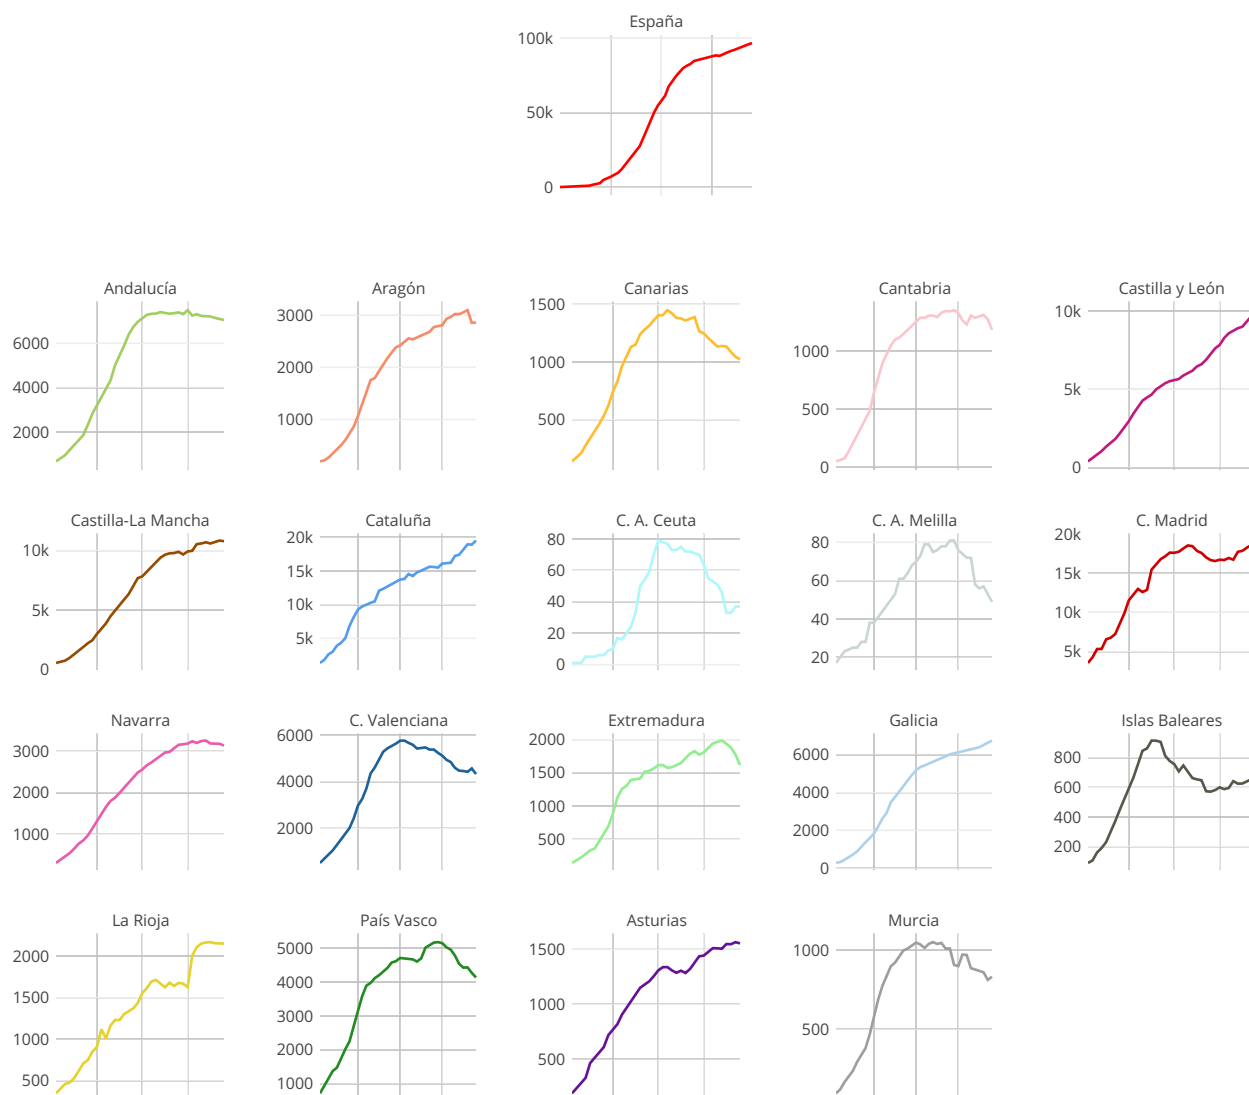 España
100k
50k
0
Andalucía
6000
4000
2000
Aragón
3000
2000
1000
Canarias
1500
1000
500
Cantabria
1000
500
0
Castilla y León
10k
5k
0
Castilla-La Mancha
10k
5k
0
Cataluña
20k
15k
10k
5k
C. A. Ceuta
80
60
40
20
0
C. A. Melilla
80
60
40
20
C. Madrid
20k
15k
10k
5k
Navarra
3000
2000
1000
C. Valenciana
6000
4000
2000
Extremadura
2000
1500
1000
500
Galicia
6000
4000
2000
0
Islas Baleares
800
600
400
200
La Rioja
2000
1500
1000
500
País Vasco
5000
4000
3000
2000
1000
Asturias
1500
1000
500
Murcia
1000
500